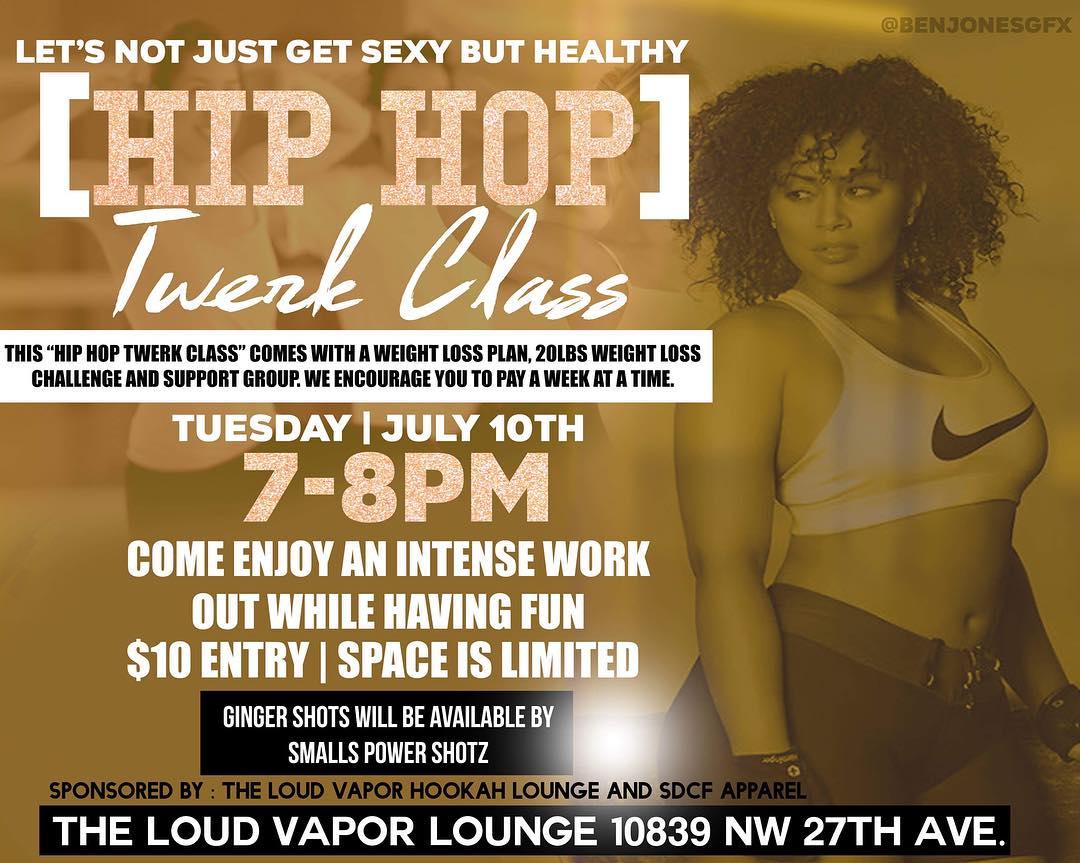 @BENJONESGFX
LET'S NOT JUST GET SEXY BUT HEALTHY
[HIP HOP]
Twerk Class
THIS "HIP HOP TWERK CLASS" COMES WITH A WEIGHT LOSS PLAN, 20LBS WEIGHT LOSS
CHALLENGE AND SUPPORT GROUP. WE ENCOURAGE YOU TO PAY A WEEK AT A TIME.
TUESDAY | JULY 10TH
7-8PM
COME ENJOY AN INTENSE WORK
OUT WHILE HAVING FUN
$10 ENTRY | SPACE IS LIMITED
GINGER SHOTS WILL BE AVAILABLE BY
SMALLS POWER SHOTZ
SPONSORED BY : THE LOUD VAPOR HOOKAH LOUNGE AND SDCF APPAREL
THE LOUD VAPOR LOUNGE 10839 NW 27TH AVE.